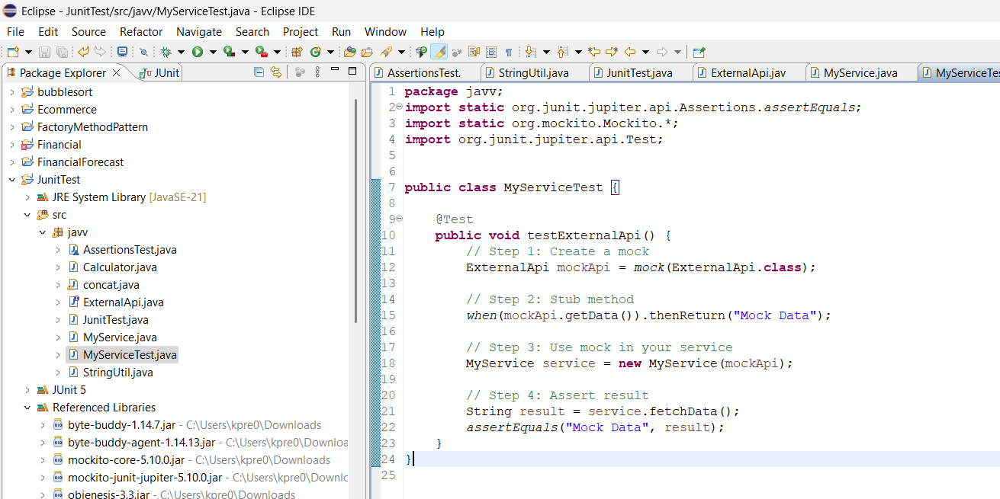 Eclipse - JunitTest/src/javv/MyServiceTest.java - Eclipse IDE
File Edit Source Refactor Navigate Search Project Run Window Help
Package Explorer JUnit
bubblesort
Ecommerce
FactoryMethodPattern
Financial
FinancialForecast
JunitTest
JRE System Library [JavaSE-21]
src
javv
AssertionsTest.java
Calculator.java
concat.java
ExternalApi.java
JunitTest.java
MyService.java
MyServiceTest.java
StringUtil.java
JUnit 5
Referenced Libraries
byte-buddy-1.14.7.jar - C:\Users\kpre0\Downloads
byte-buddy-agent-1.14.13.jar - C:\Users\kpre0\Downloa
mockito-core-5.10.0.jar - C:\Users\kpre0\Downloads
mockito-junit-jupiter-5.10.0.jar - C:\Users\kpre0\Downlo
objenesis-3.3.jar - C:\Users\kpre0\Downloads
AssertionsTest. StringUtil.java JunitTest.java ExternalApi.jav MyService.java MyServiceTes
1 package javv;
2 import static org.junit.jupiter.api.Assertions.assertEquals;
3 import static org.mockito.Mockito.*;
4 import org.junit.jupiter.api.Test;
5
6
7 public class MyServiceTest {
8
9 @Test
10 public void testExternalApi() {
11 // Step 1: Create a mock
12 ExternalApi mockApi = mock(ExternalApi.class);
13
14 // Step 2: Stub method
15 when(mockApi.getData()).thenReturn("Mock Data");
16
17 // Step 3: Use mock in your service
18 MyService service = new MyService(mockApi);
19
20 // Step 4: Assert result
21 String result = service.fetchData();
22 assertEquals("Mock Data", result);
23 }
24 }
25